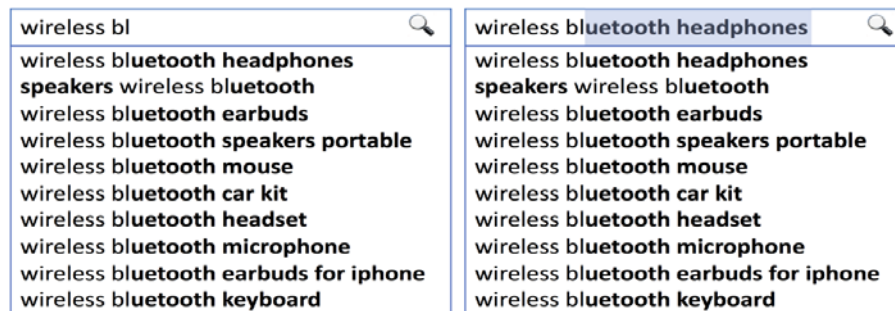 wireless bl
wireless bluetooth headphones
speakers wireless bluetooth
wireless bluetooth earbuds
wireless bluetooth speakers portable
wireless bluetooth mouse
wireless bluetooth car kit
wireless bluetooth headset
wireless bluetooth microphone
wireless bluetooth earbuds for iphone
wireless bluetooth keyboard
wireless bluetooth headphones
wireless bluetooth headphones
speakers wireless bluetooth
wireless bluetooth earbuds
wireless bluetooth speakers portable
wireless bluetooth mouse
wireless bluetooth car kit
wireless bluetooth headset
wireless bluetooth microphone
wireless bluetooth earbuds for iphone
wireless bluetooth keyboard